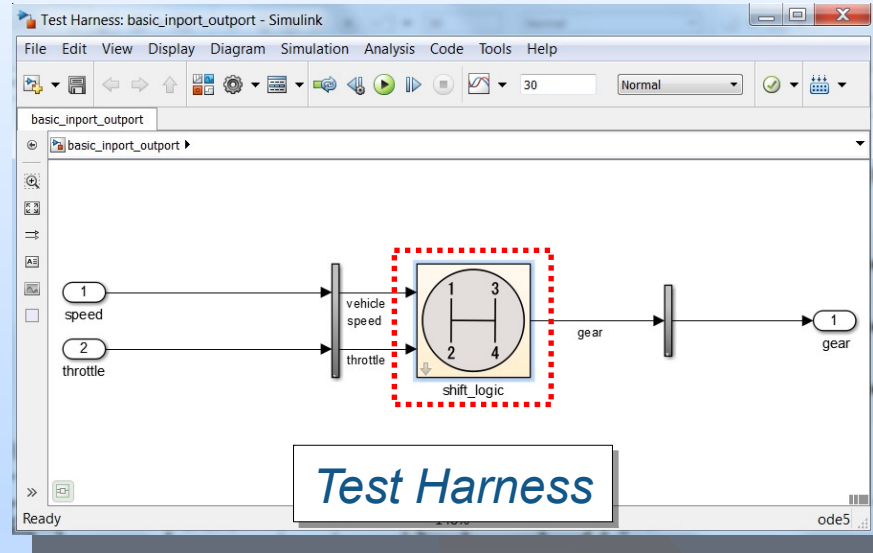 Test Harness: basic_inport_outport - Simulink
File Edit View Display Diagram Simulation Analysis Code Tools Help
30 Normal
basic_inport_outport
basic_inport_outport
1
speed
2
throttle
vehicle
speed
throttle
1 3
2 4
shift_logic
gear
1
gear
Test Harness
Ready
ode5